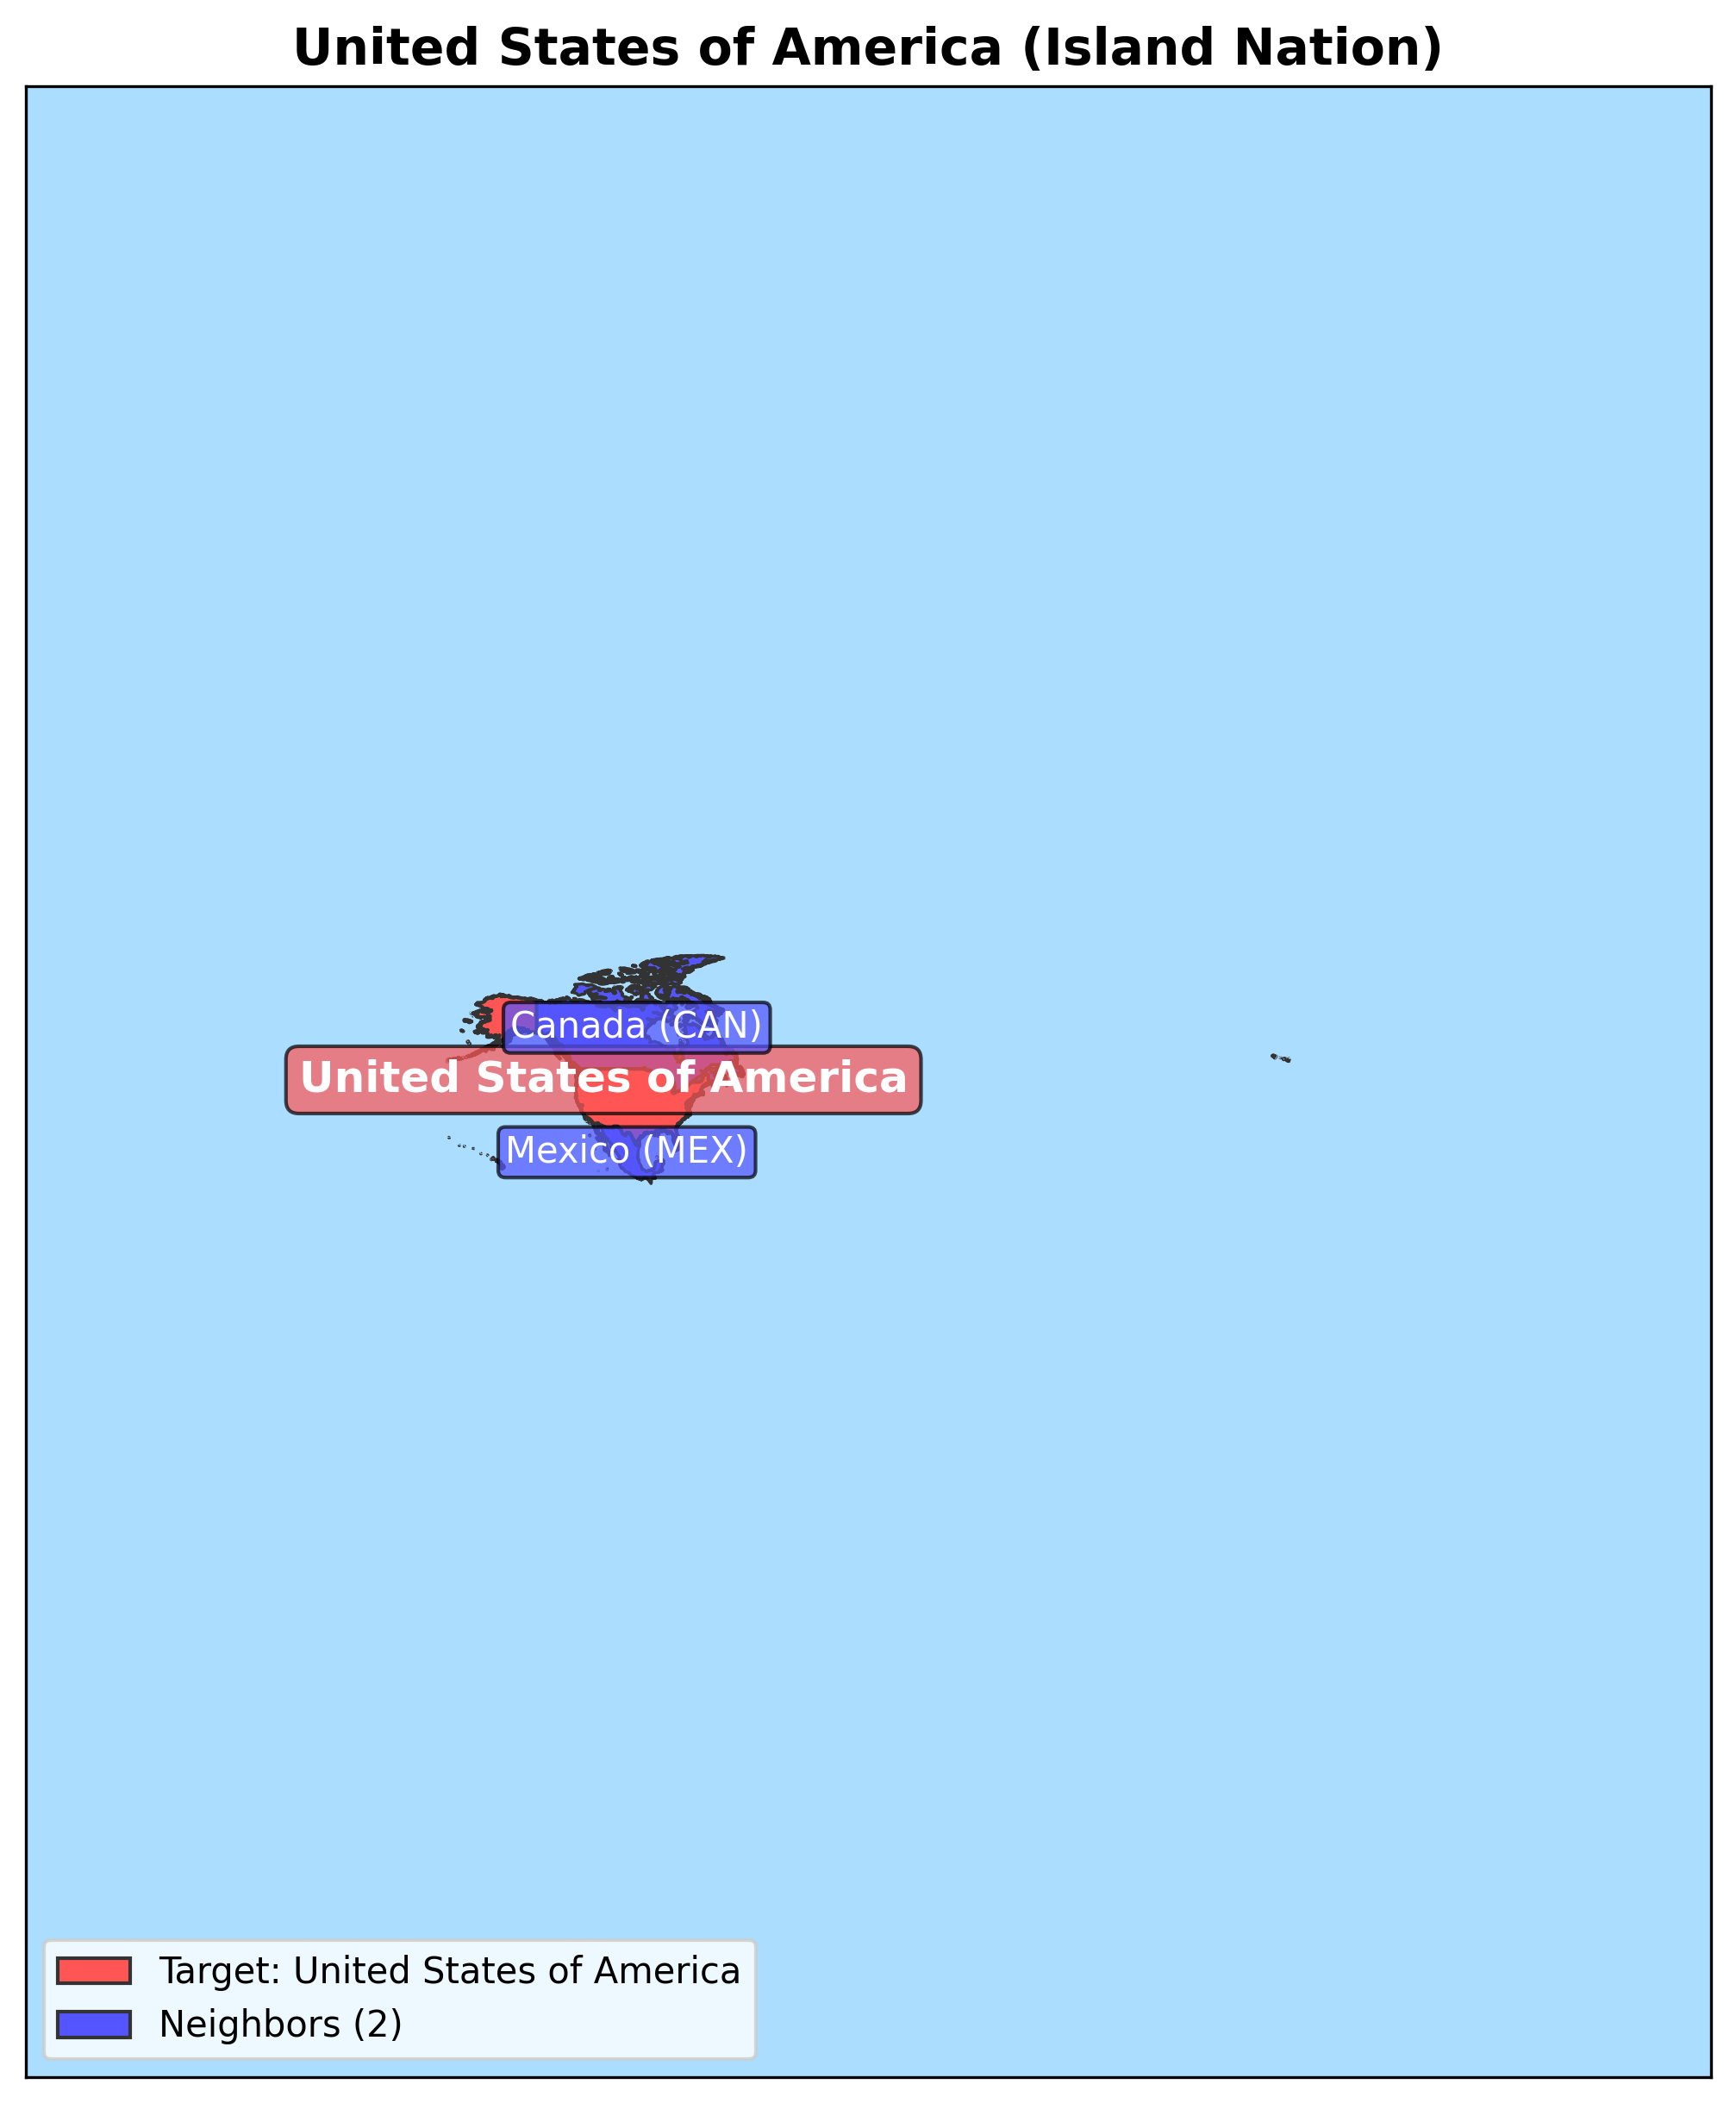 United States of America (Island Nation)
Canada (CAN)
United States of America
Mexico (MEX)
Target: United States of America
Neighbors (2)